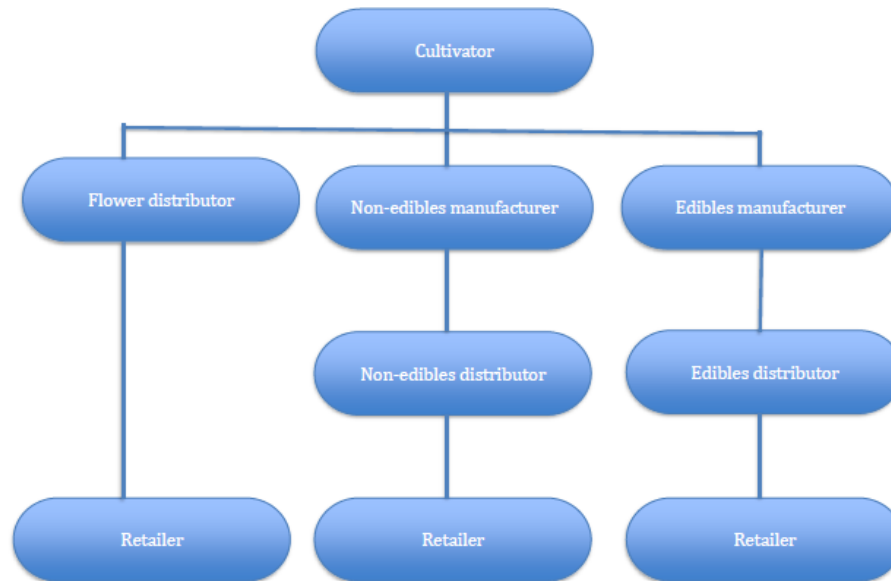 Cultivator
Flower distributor
Non-edibles manufacturer
Edibles manufacturer
Non-edibles distributor
Edibles distributor
Retailer
Retailer
Retailer